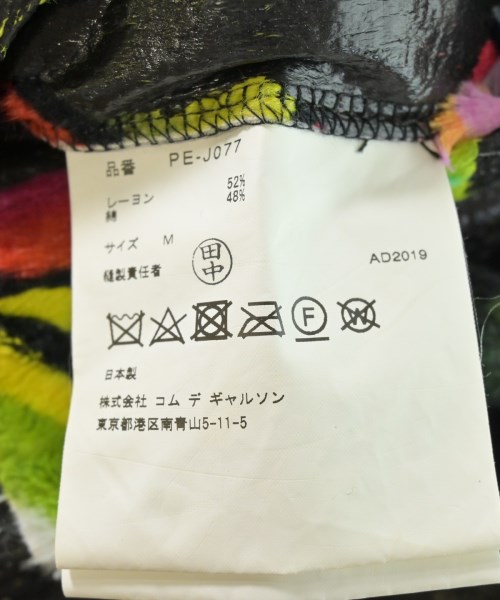 品番 PE-J077
レーヨン 52%
綿 48%
サイズ M
縫製責任者 田中
AD2019
F
W
日本製
株式会社 コム デ ギャルソン
東京都港区南青山5-11-5